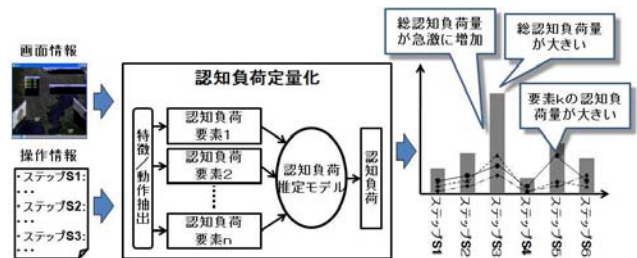 画面情報
操作情報
・ステップS1:
...
・ステップS2:
...
・ステップS3:
...
認知負荷定量化
特徴/動作抽出
認知負荷
要素1
認知負荷
要素2
認知負荷
要素n
認知負荷
推定モデル
認知負荷
総認知負荷量
が急激に増加
総認知負荷量
が大きい
要素kの認知負
荷量が大きい
ステップS1
ステップS2
ステップS3
ステップS4
ステップS5
ステップS6